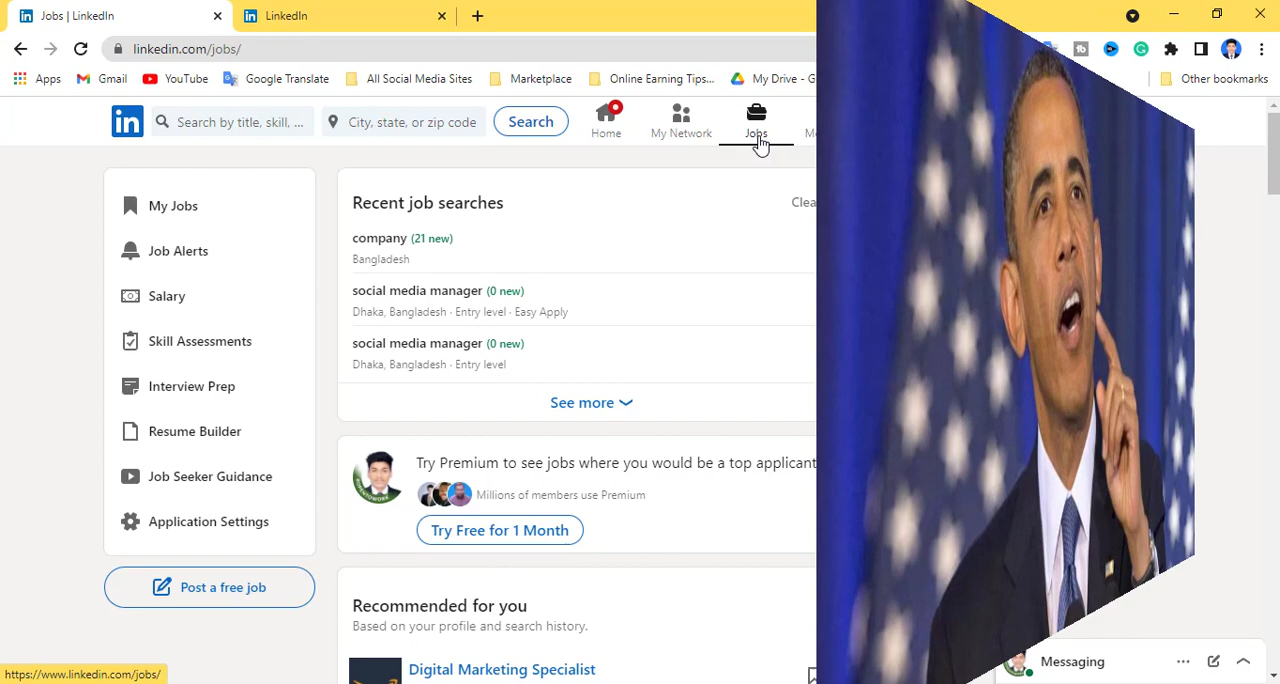 Jobs | LinkedIn
LinkedIn
linkedin.com/jobs/
Apps Gmail YouTube Google Translate All Social Media Sites Marketplace Online Earning Tips... My Drive - G Other bookmarks
in Search by title, skill, ... City, state, or zip code Search Home My Network Jobs
My Jobs
Job Alerts
Salary
Skill Assessments
Interview Prep
Resume Builder
Job Seeker Guidance
Application Settings
Post a free job
Recent job searches
Clea
company (21 new)
Bangladesh
social media manager (0 new)
Dhaka, Bangladesh · Entry level · Easy Apply
social media manager (0 new)
Dhaka, Bangladesh · Entry level
See more
Try Premium to see jobs where you would be a top applicant
Millions of members use Premium
Try Free for 1 Month
Recommended for you
Based on your profile and search history.
Digital Marketing Specialist
Messaging
https://www.linkedin.com/jobs/